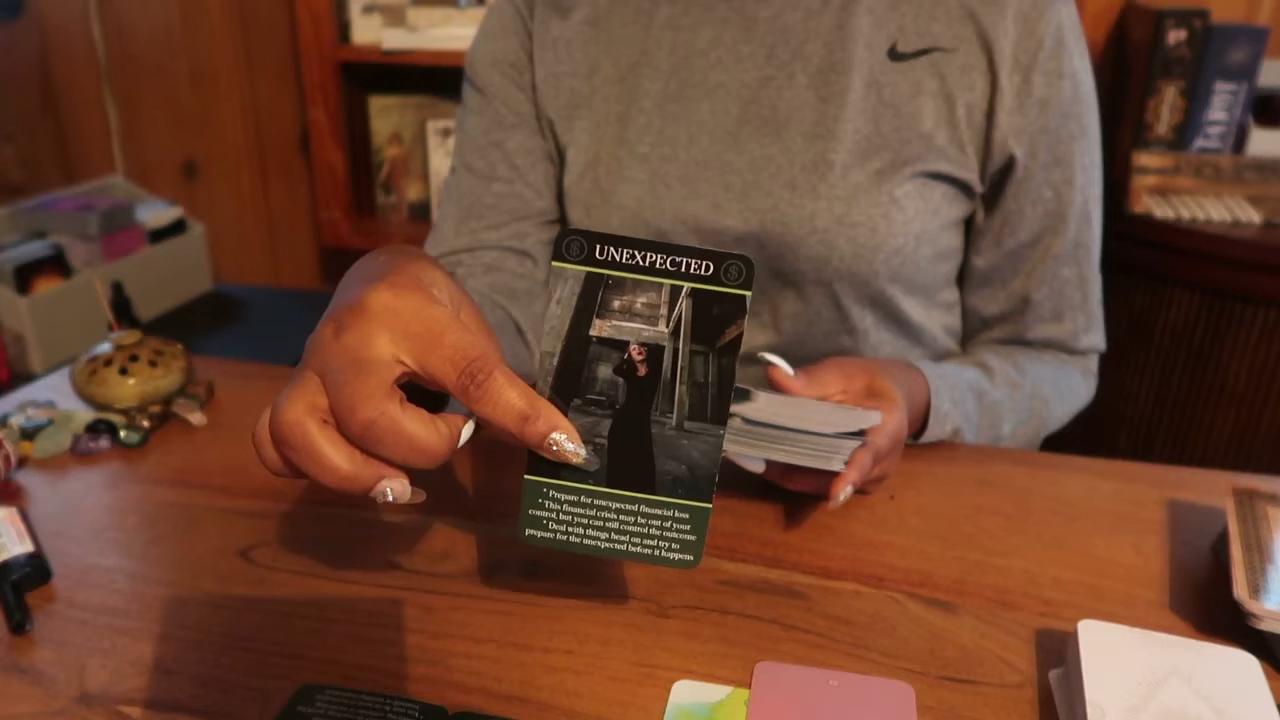 $ UNEXPECTED $
* Prepare for unexpected financial loss
* This financial crisis may be out of your
control, but you can still control the outcome
* Deal with things head on and try to
prepare for the unexpected before it happens
TAROT